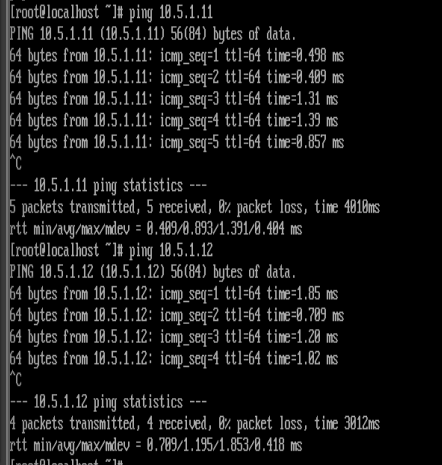 [root@localhost ~]# ping 10.5.1.11
PING 10.5.1.11 (10.5.1.11) 56(84) bytes of data.
64 bytes from 10.5.1.11: icmp_seq=1 ttl=64 time=0.498 ms
64 bytes from 10.5.1.11: icmp_seq=2 ttl=64 time=0.409 ms
64 bytes from 10.5.1.11: icmp_seq=3 ttl=64 time=1.31 ms
64 bytes from 10.5.1.11: icmp_seq=4 ttl=64 time=1.39 ms
64 bytes from 10.5.1.11: icmp_seq=5 ttl=64 time=0.857 ms
^C
--- 10.5.1.11 ping statistics ---
5 packets transmitted, 5 received, 0% packet loss, time 4010ms
rtt min/avg/max/mdev = 0.409/0.893/1.391/0.404 ms
[root@localhost ~]# ping 10.5.1.12
PING 10.5.1.12 (10.5.1.12) 56(84) bytes of data.
64 bytes from 10.5.1.12: icmp_seq=1 ttl=64 time=1.85 ms
64 bytes from 10.5.1.12: icmp_seq=2 ttl=64 time=0.709 ms
64 bytes from 10.5.1.12: icmp_seq=3 ttl=64 time=1.20 ms
64 bytes from 10.5.1.12: icmp_seq=4 ttl=64 time=1.02 ms
^C
--- 10.5.1.12 ping statistics ---
4 packets transmitted, 4 received, 0% packet loss, time 3012ms
rtt min/avg/max/mdev = 0.709/1.195/1.853/0.418 ms
[root@localhost ~]#